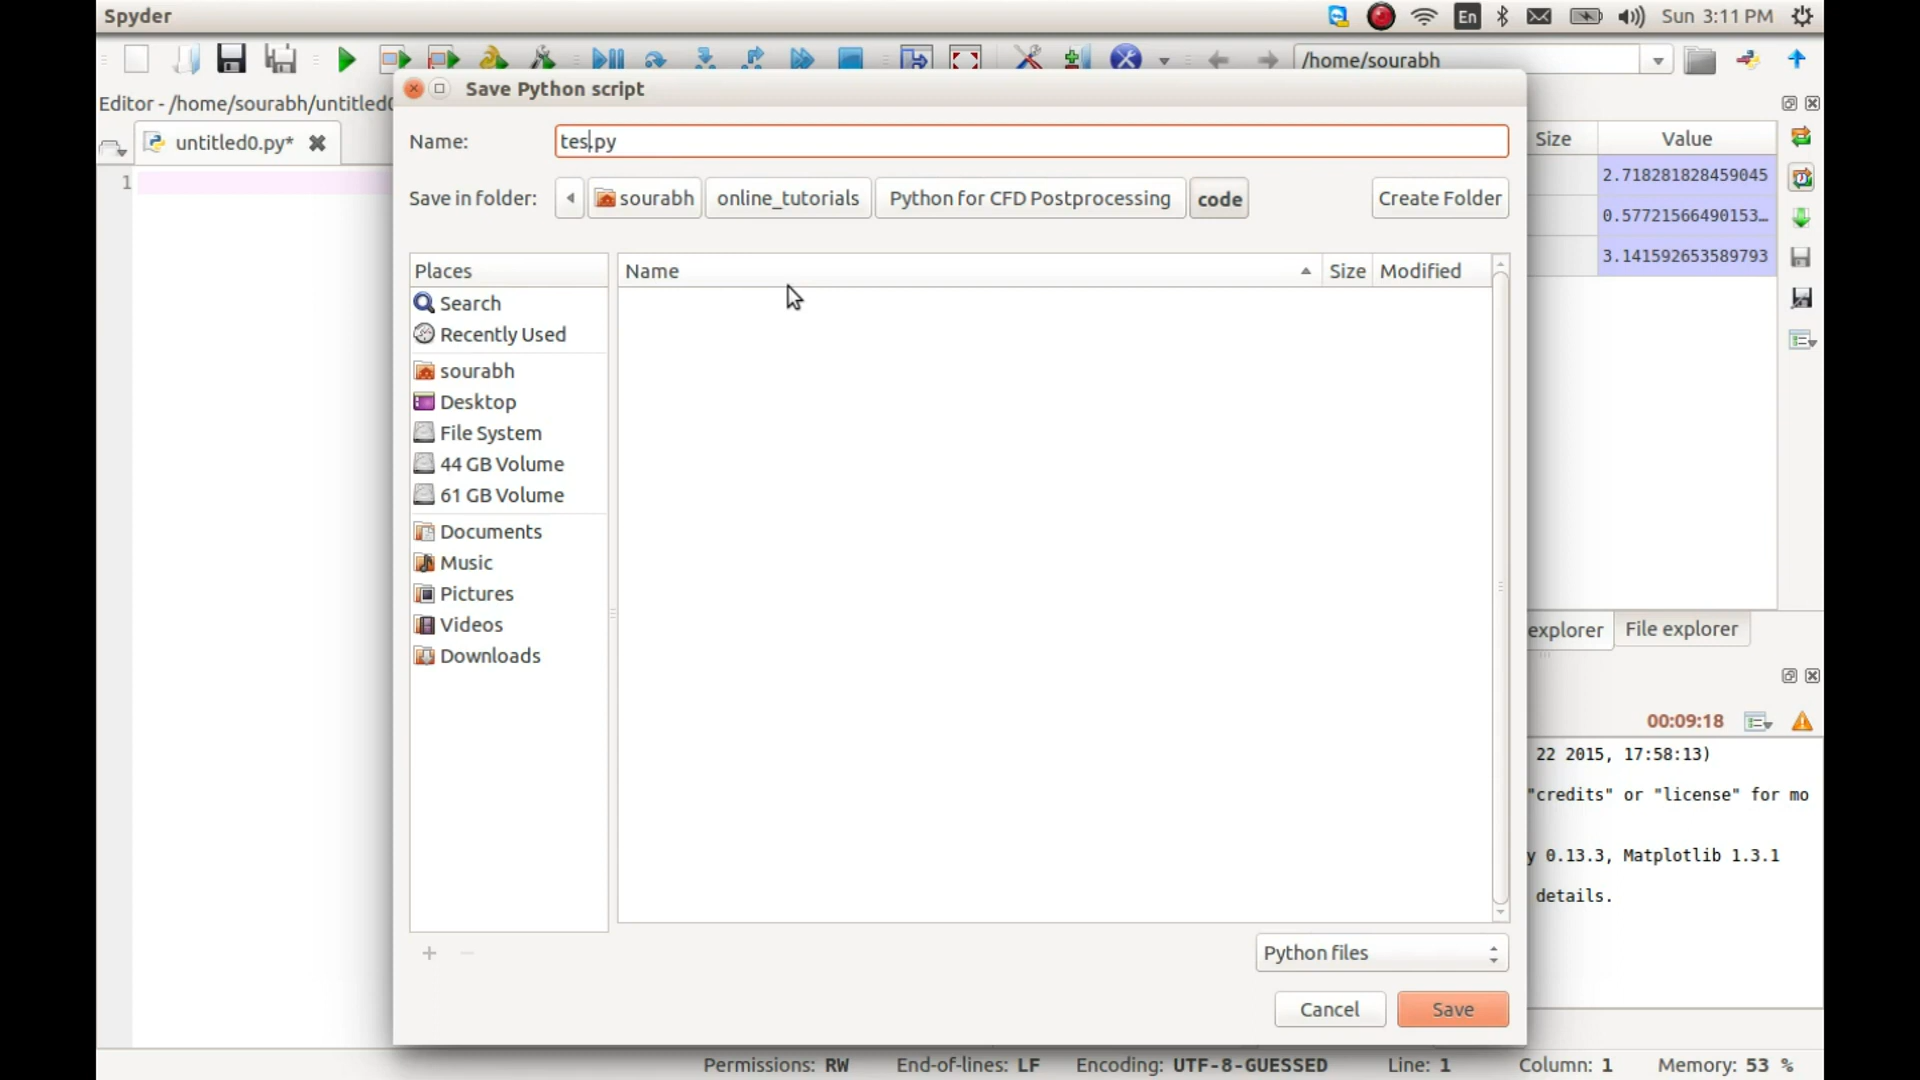 Spyder
En
Sun 3:11 PM
/home/sourabh
Save Python script
Editor - /home/sourabh/untitled0
untitled0.py*
Name: tes.py
Size Value
Save in folder: sourabh online_tutorials Python for CFD Postprocessing code Create Folder
2.718281828459045
0.57721566490153…
3.141592653589793
Places
Name Size Modified
Search
Recently Used
sourabh
Desktop
File System
44 GB Volume
61 GB Volume
Documents
Music
Pictures
Videos
Downloads
1
explorer File explorer
00:09:18
22 2015, 17:58:13)
"credits" or "license" for mo
y 0.13.3, Matplotlib 1.3.1
details.
Python files
Cancel Save
Permissions: RW End-of-lines: LF Encoding: UTF-8-GUESSED Line: 1 Column: 1 Memory: 53 %